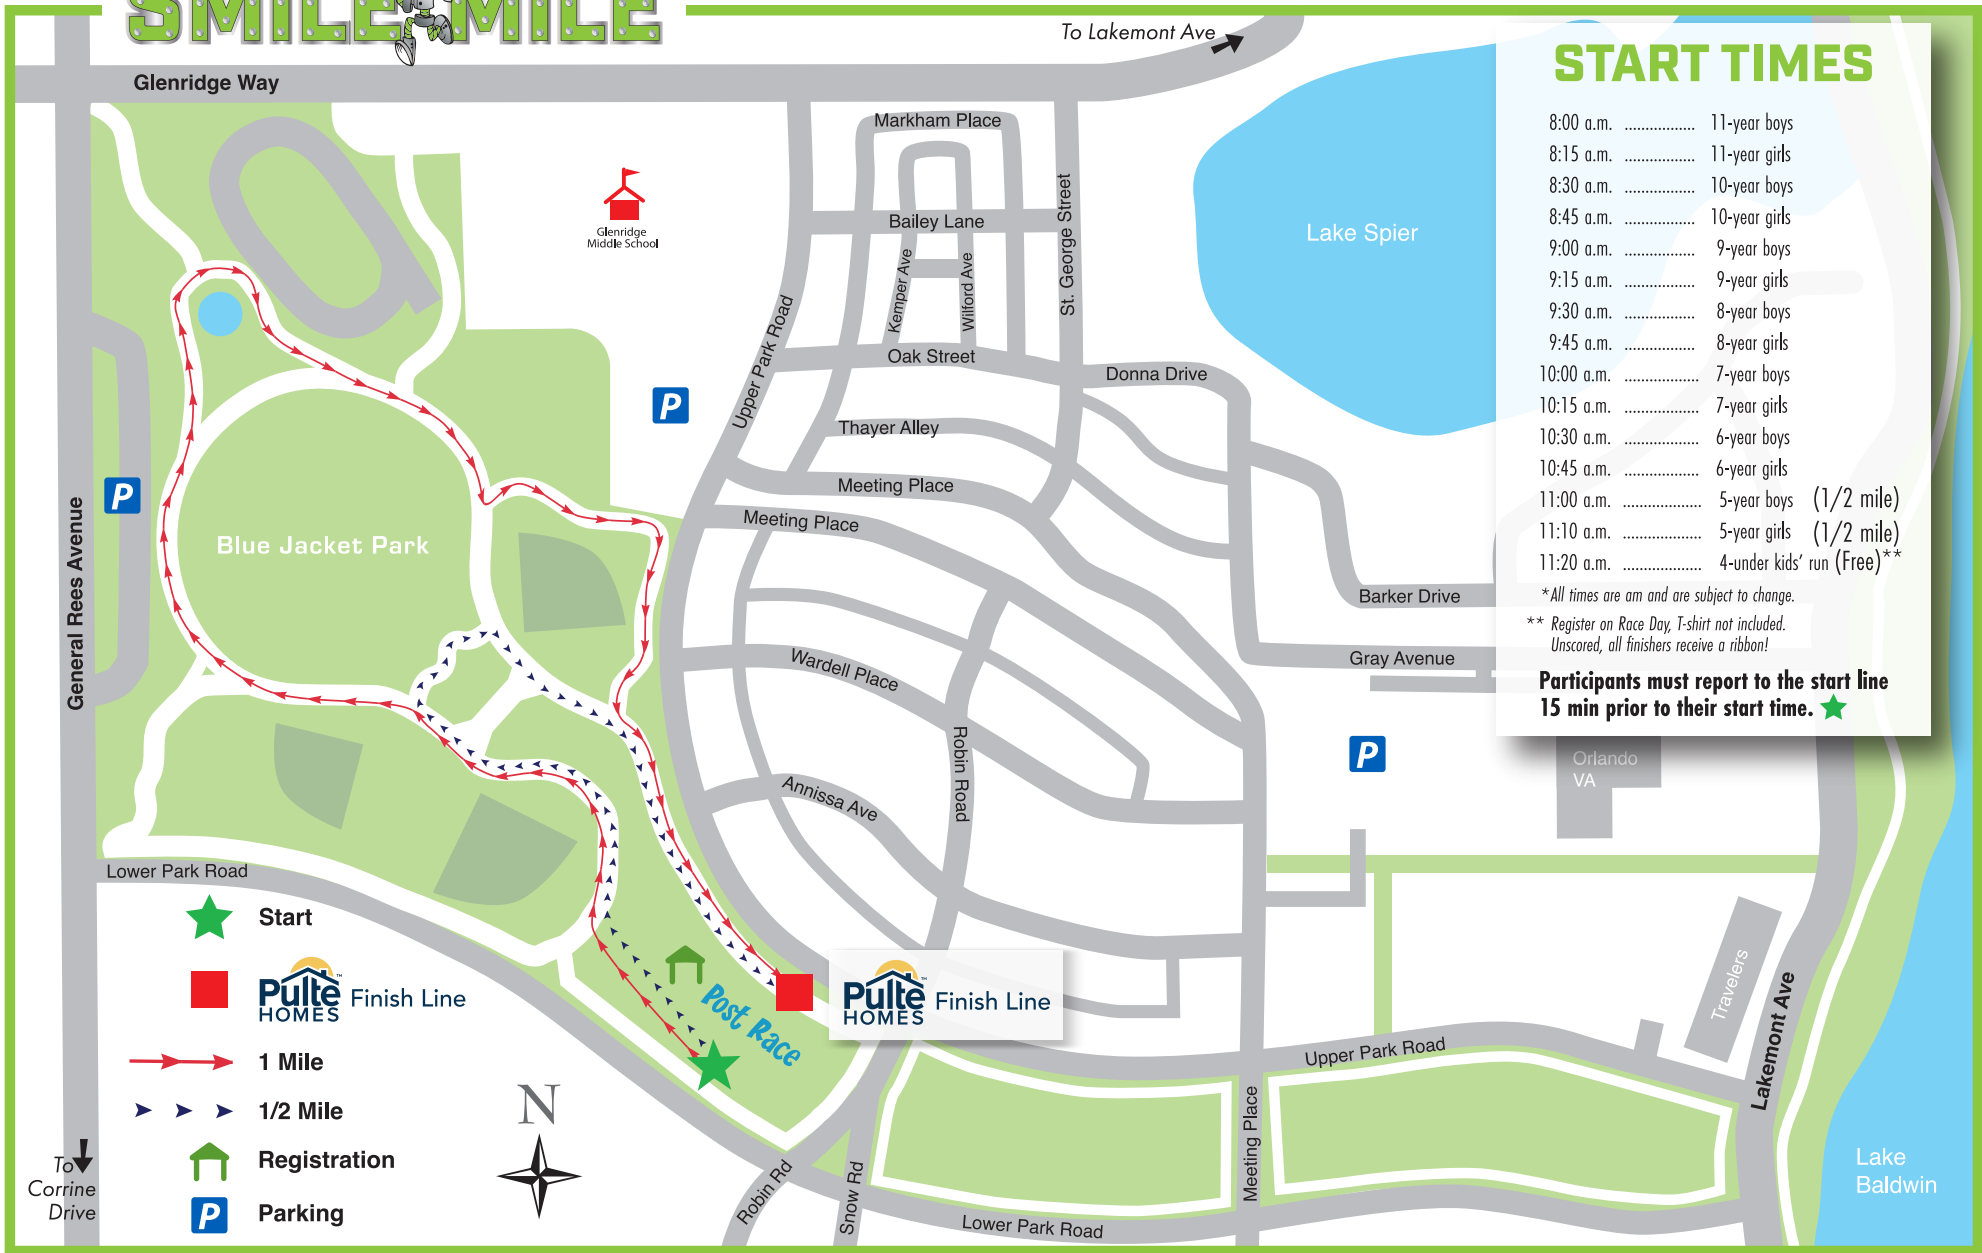 SMILE MILE
To Lakemont Ave
Glenridge Way
START TIMES
8:00 a.m. ................. 11-year boys
8:15 a.m. ................. 11-year girls
8:30 a.m. ................. 10-year boys
8:45 a.m. ................. 10-year girls
9:00 a.m. ................. 9-year boys
9:15 a.m. ................. 9-year girls
9:30 a.m. ................. 8-year boys
9:45 a.m. ................. 8-year girls
10:00 a.m. .................. 7-year boys
10:15 a.m. .................. 7-year girls
10:30 a.m. .................. 6-year boys
10:45 a.m. .................. 6-year girls
11:00 a.m. ................... 5-year boys (1/2 mile)
11:10 a.m. ................... 5-year girls (1/2 mile)
11:20 a.m. ................... 4-under kids' run (Free)**
*All times are am and are subject to change.
** Register on Race Day, T-shirt not included.
Unscored, all finishers receive a ribbon!
Participants must report to the start line
15 min prior to their start time.
Markham Place
Glenridge
Middle School
Bailey Lane
St. George Street
Lake Spier
Kemper Ave
Wilford Ave
Upper Park Road
Oak Street
Donna Drive
P
Thayer Alley
Meeting Place
P
Meeting Place
General Rees Avenue
Blue Jacket Park
Barker Drive
Wardell Place
Gray Avenue
Robin Road
P
Orlando
VA
Annissa Ave
Lower Park Road
Start
Pulte
HOMES
™
Finish Line
1 Mile
1/2 Mile
Registration
P
Parking
N
To
Corrine
Drive
Post Race
Pulte
HOMES
™
Finish Line
Travelers
Lakemont Ave
Upper Park Road
Meeting Place
Robin Rd
Snow Rd
Lower Park Road
Lake
Baldwin